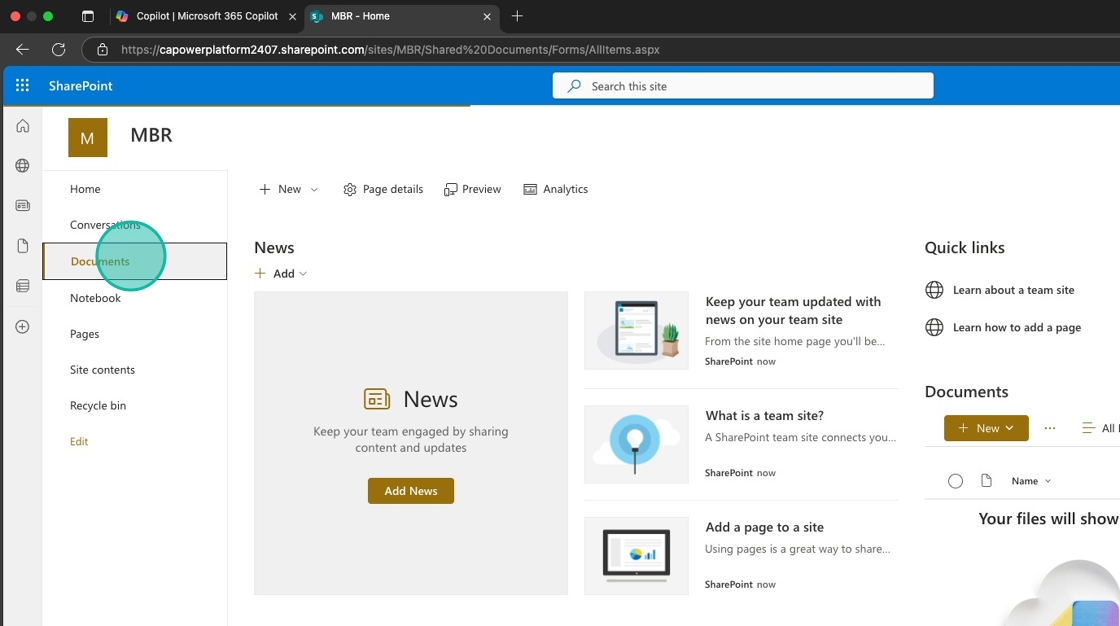 Copilot | Microsoft 365 Copilot
MBR - Home
https://capowerplatform2407.sharepoint.com/sites/MBR/Shared%20Documents/Forms/AllItems.aspx
SharePoint
Search this site
M
MBR
Home
Conversations
Documents
Notebook
Pages
Site contents
Recycle bin
Edit
New
Page details
Preview
Analytics
News
Add
News
Keep your team engaged by sharing
content and updates
Add News
Keep your team updated with
news on your team site
From the site home page you'll be...
SharePoint now
What is a team site?
A SharePoint team site connects you...
SharePoint now
Add a page to a site
Using pages is a great way to share...
SharePoint now
Quick links
Learn about a team site
Learn how to add a page
Documents
New
All
Name
Your files will show